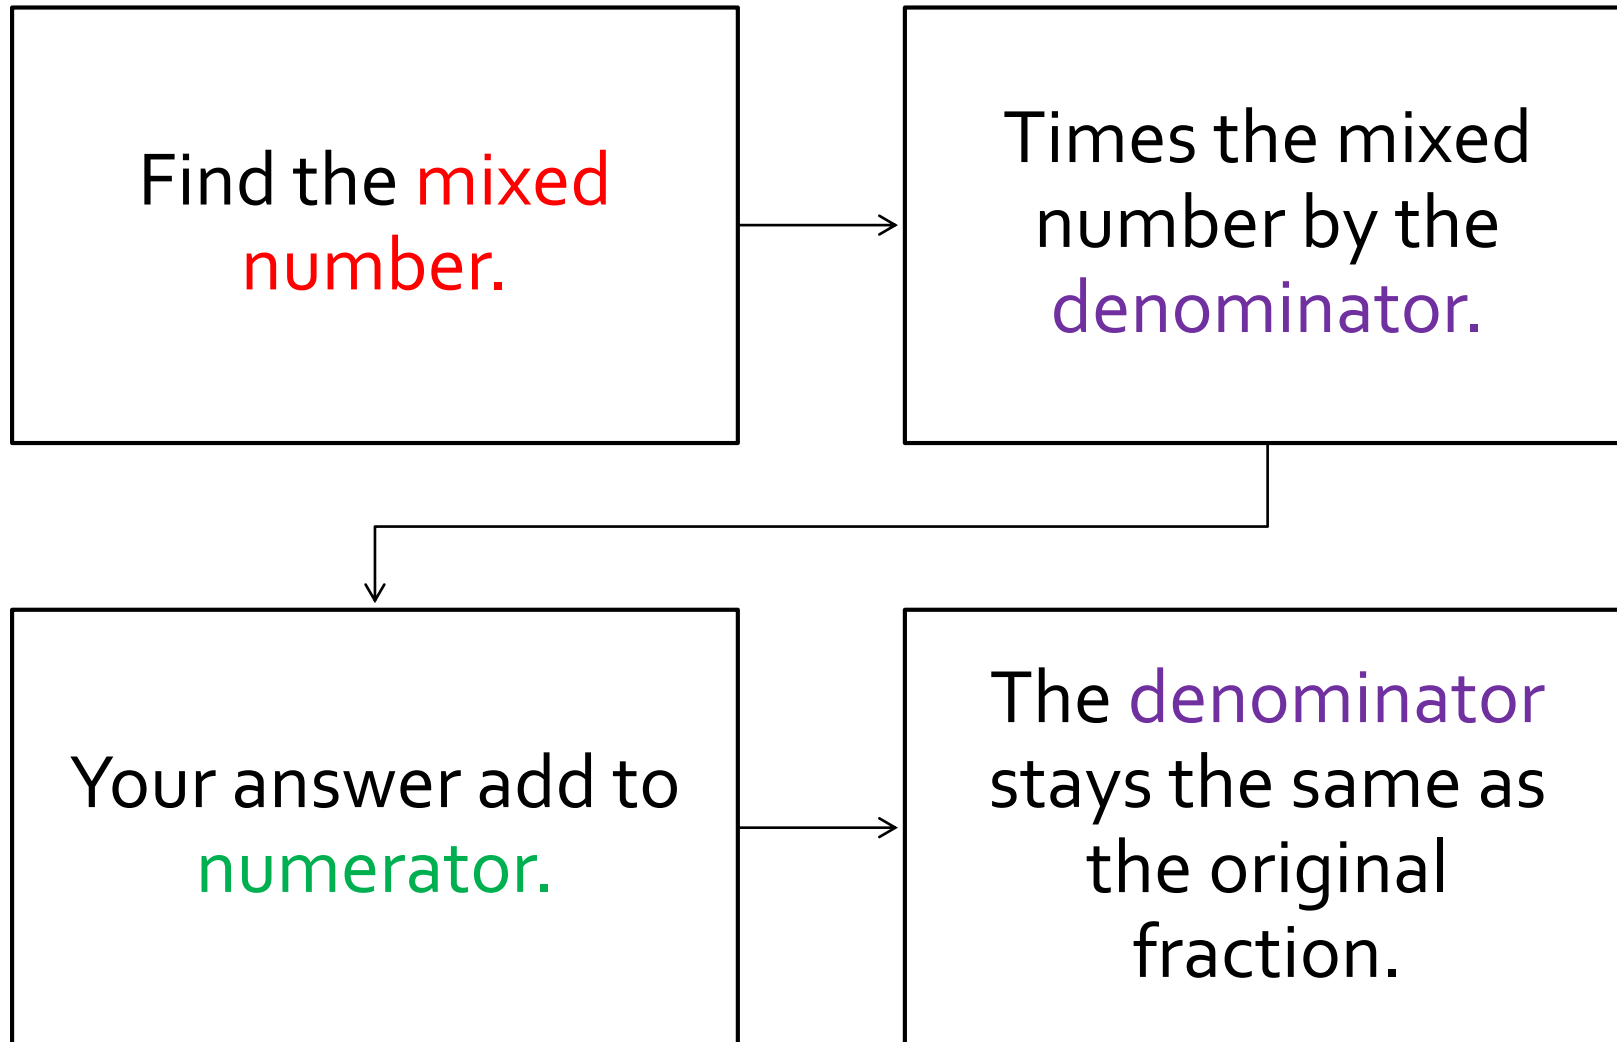 Find the mixed
number.
Times the mixed
number by the
denominator.
Your answer add to
numerator.
The denominator
stays the same as
the original
fraction.